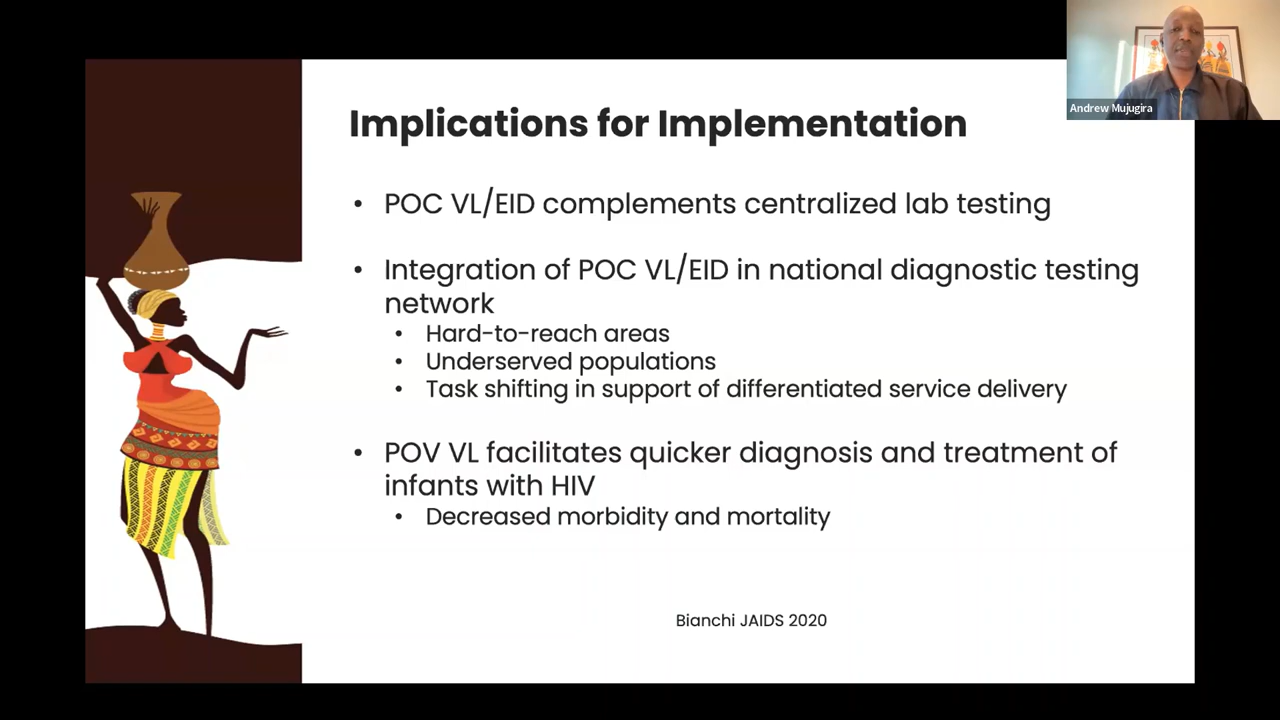 Andrew Mujugira
Implications for Implementation
• POC VL/EID complements centralized lab testing
• Integration of POC VL/EID in national diagnostic testing
network
• Hard-to-reach areas
• Underserved populations
• Task shifting in support of differentiated service delivery
• POV VL facilitates quicker diagnosis and treatment of
infants with HIV
• Decreased morbidity and mortality
Bianchi JAIDS 2020